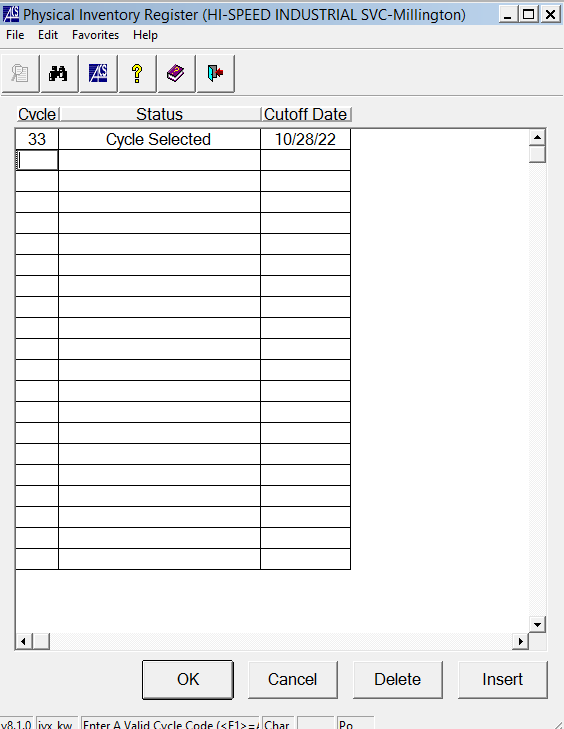 Physical Inventory Register (HI-SPEED INDUSTRIAL SVC-Millington)
File Edit Favorites Help
Cycle Status Cutoff Date
33 Cycle Selected 10/28/22
OK Cancel Delete Insert
v8.1.0 ivx_kw Enter A Valid Cycle Code (<F1>= Char Po